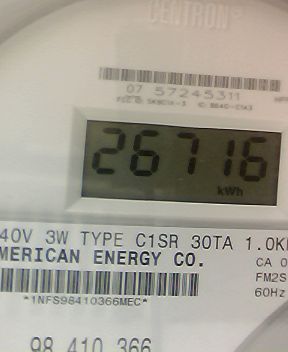 CENTRON®
07 57245311
26716
kWh
40V 3W TYPE C1SR 30TA 1.0K
MERICAN ENERGY CO.
CA 0
FM2S
60Hz
*1NFS98410366MEC*
98 410 366